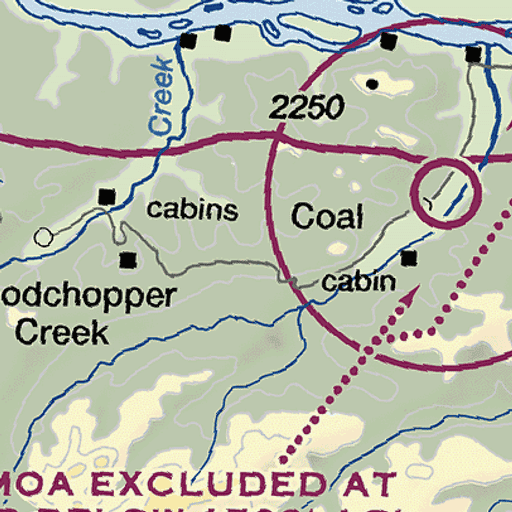 Creek
2250
cabins
Coal
cabin
odchopper
Creek
MOA EXCLUDED AT